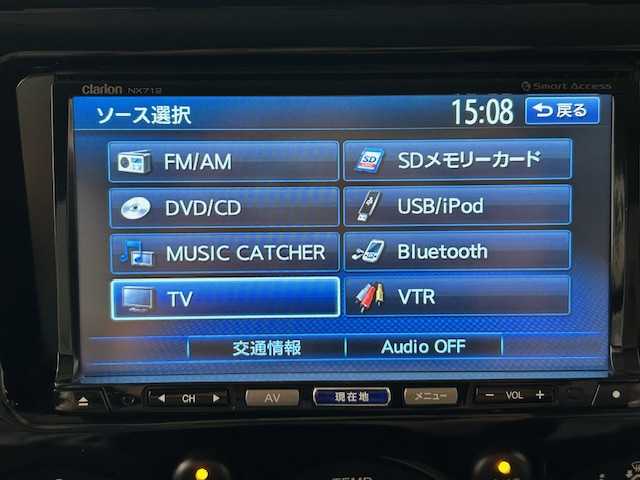 Clarion NX712
Smart Access
ソース選択
15:08
戻る
FM/AM
SDメモリーカード
DVD/CD
USB/iPod
MUSIC CATCHER
Bluetooth
TV
VTR
交通情報
Audio OFF
CH
AV
現在地
メニュー
− VOL +
TEMP